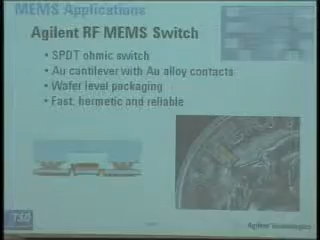 MEMS Applications
Agilent RF MEMS Switch
• SPDT ohmic switch
• Au cantilever with Au alloy contacts
• Wafer level packaging
• Fast, hermetic and reliable
TSD
Agilent Technologies